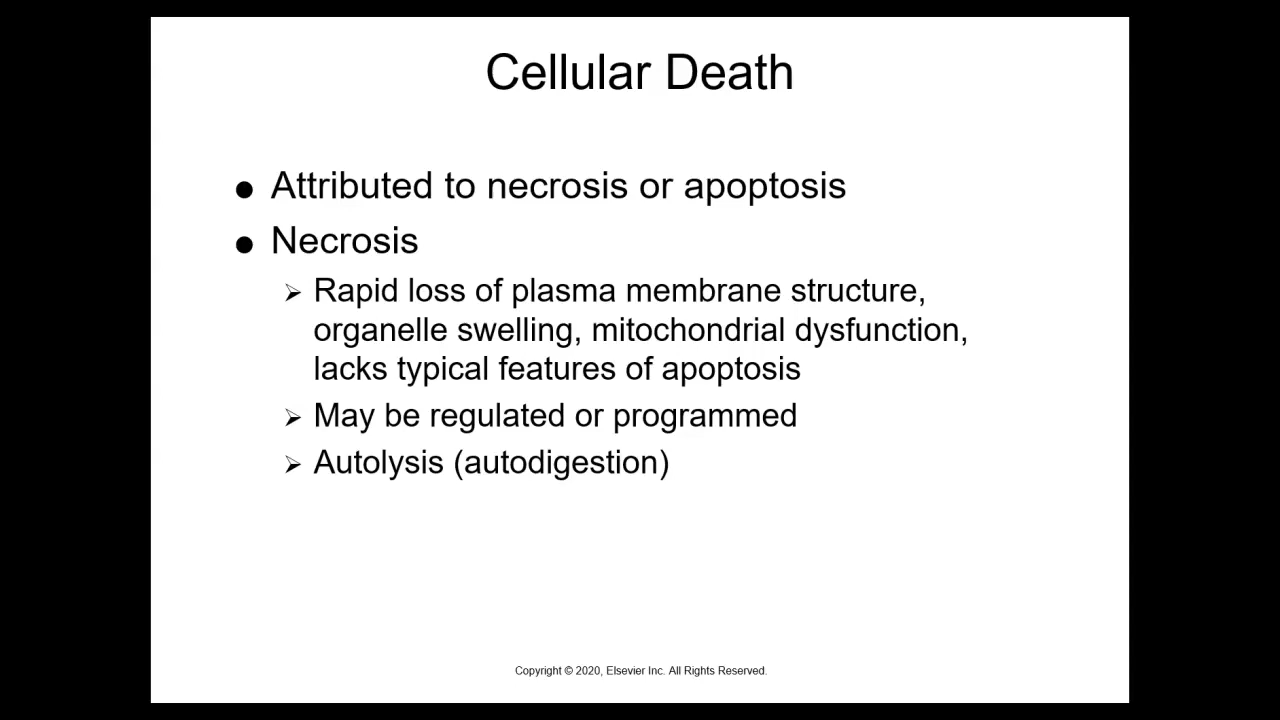 Cellular Death
● Attributed to necrosis or apoptosis
● Necrosis
➢ Rapid loss of plasma membrane structure,
organelle swelling, mitochondrial dysfunction,
lacks typical features of apoptosis
➢ May be regulated or programmed
➢ Autolysis (autodigestion)
Copyright © 2020, Elsevier Inc. All Rights Reserved.